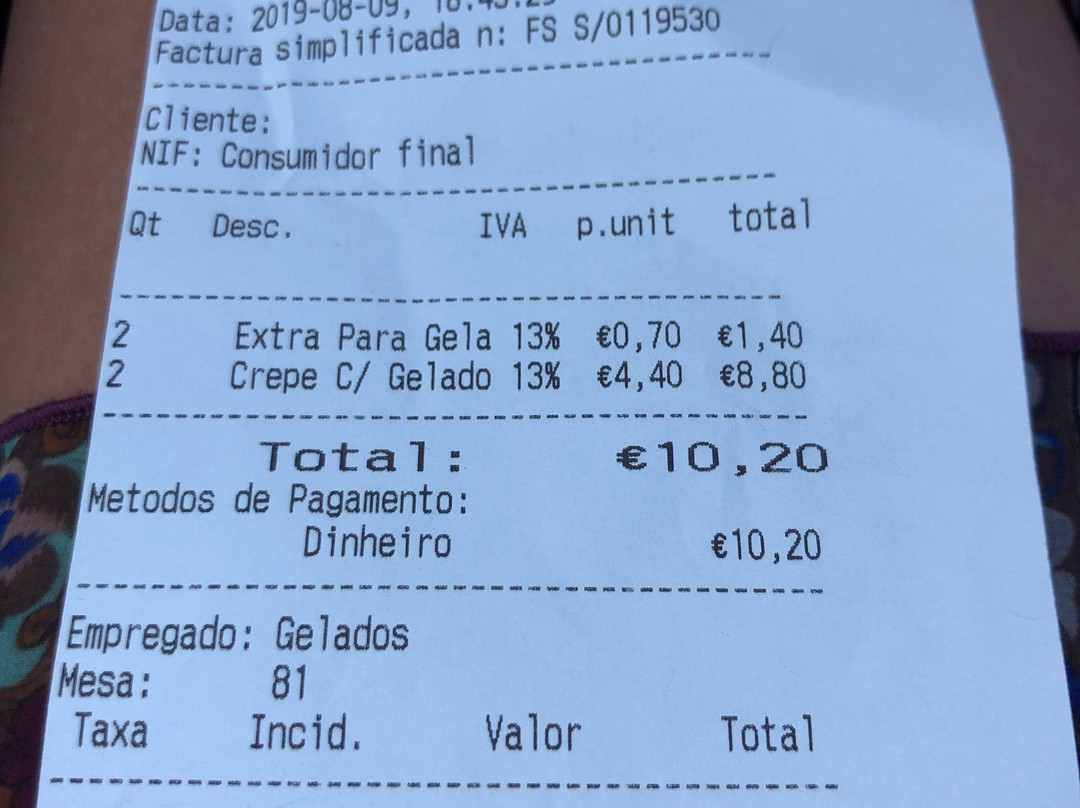 Data: 2019-08-09,
Factura simplificada n: FS S/0119530
Cliente:
NIF: Consumidor final
Qt Desc. IVA p.unit total
2 Extra Para Gela 13% €0,70 €1,40
2 Crepe C/ Gelado 13% €4,40 €8,80
Total: €10,20
Metodos de Pagamento:
Dinheiro €10,20
Empregado: Gelados
Mesa: 81
Taxa Incid. Valor Total